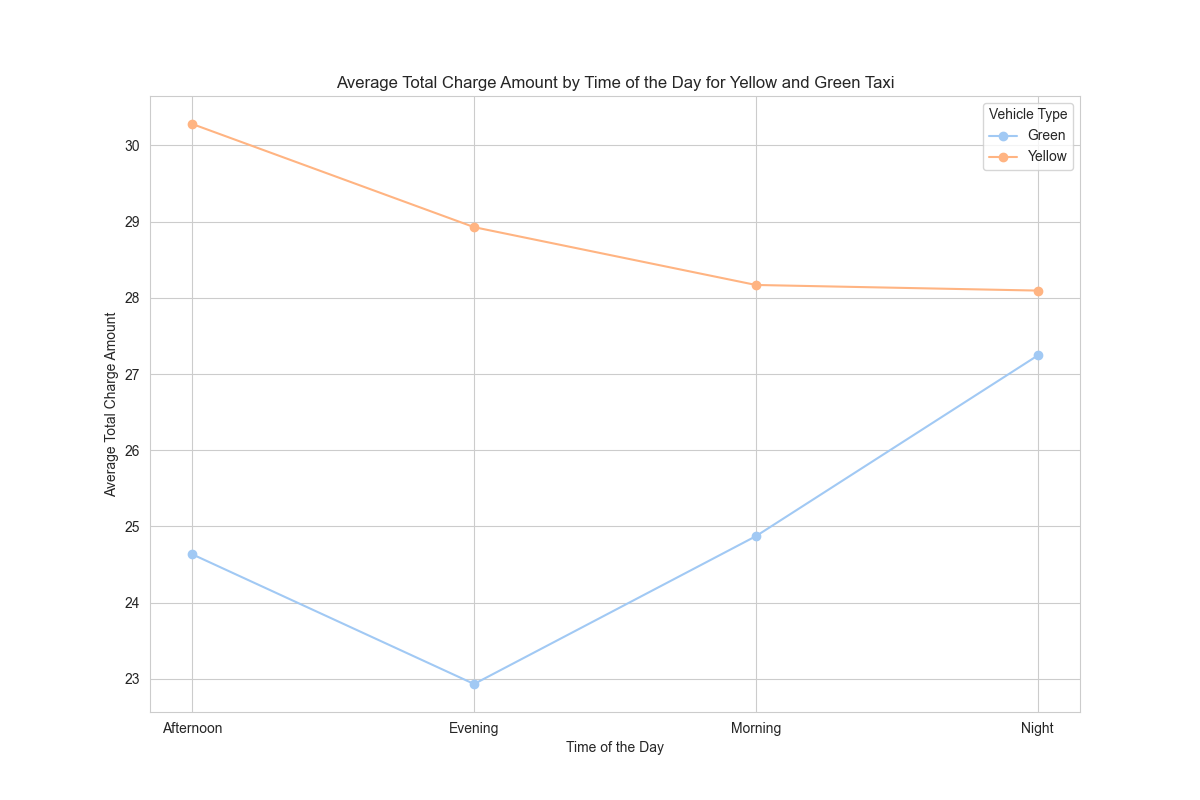 Average Total Charge Amount by Time of the Day for Yellow and Green Taxi
Vehicle Type
Green
Yellow
Average Total Charge Amount
30
29
28
27
26
25
24
23
Afternoon
Evening
Morning
Night
Time of the Day